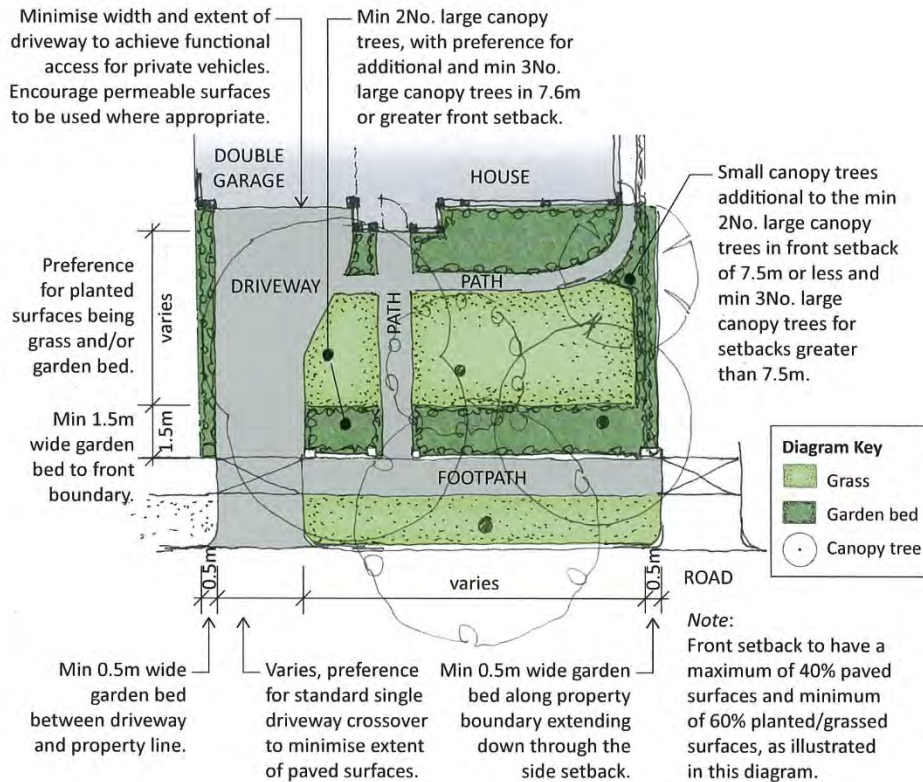 Minimise width and extent of
driveway to achieve functional
access for private vehicles.
Encourage permeable surfaces
to be used where appropriate.
Min 2No. large canopy
trees, with preference for
additional and min 3No.
large canopy trees in 7.6m
or greater front setback.
DOUBLE
GARAGE
HOUSE
Small canopy trees
additional to the min
2No. large canopy
trees in front setback
of 7.5m or less and
min 3No. large
canopy trees for
setbacks greater
than 7.5m.
Preference
for planted
surfaces being
grass and/or
garden bed.
varies
DRIVEWAY
PATH
PATH
Min 1.5m
wide garden
bed to front
boundary.
1.5m
FOOTPATH
Diagram Key
Grass
Garden bed
Canopy tree
0.5m
varies
0.5m
ROAD
Min 0.5m wide
garden bed
between driveway
and property line.
Varies, preference
for standard single
driveway crossover
to minimise extent
of paved surfaces.
Min 0.5m wide garden
bed along property
boundary extending
down through the
side setback.
Note:
Front setback to have a
maximum of 40% paved
surfaces and minimum
of 60% planted/grassed
surfaces, as illustrated
in this diagram.